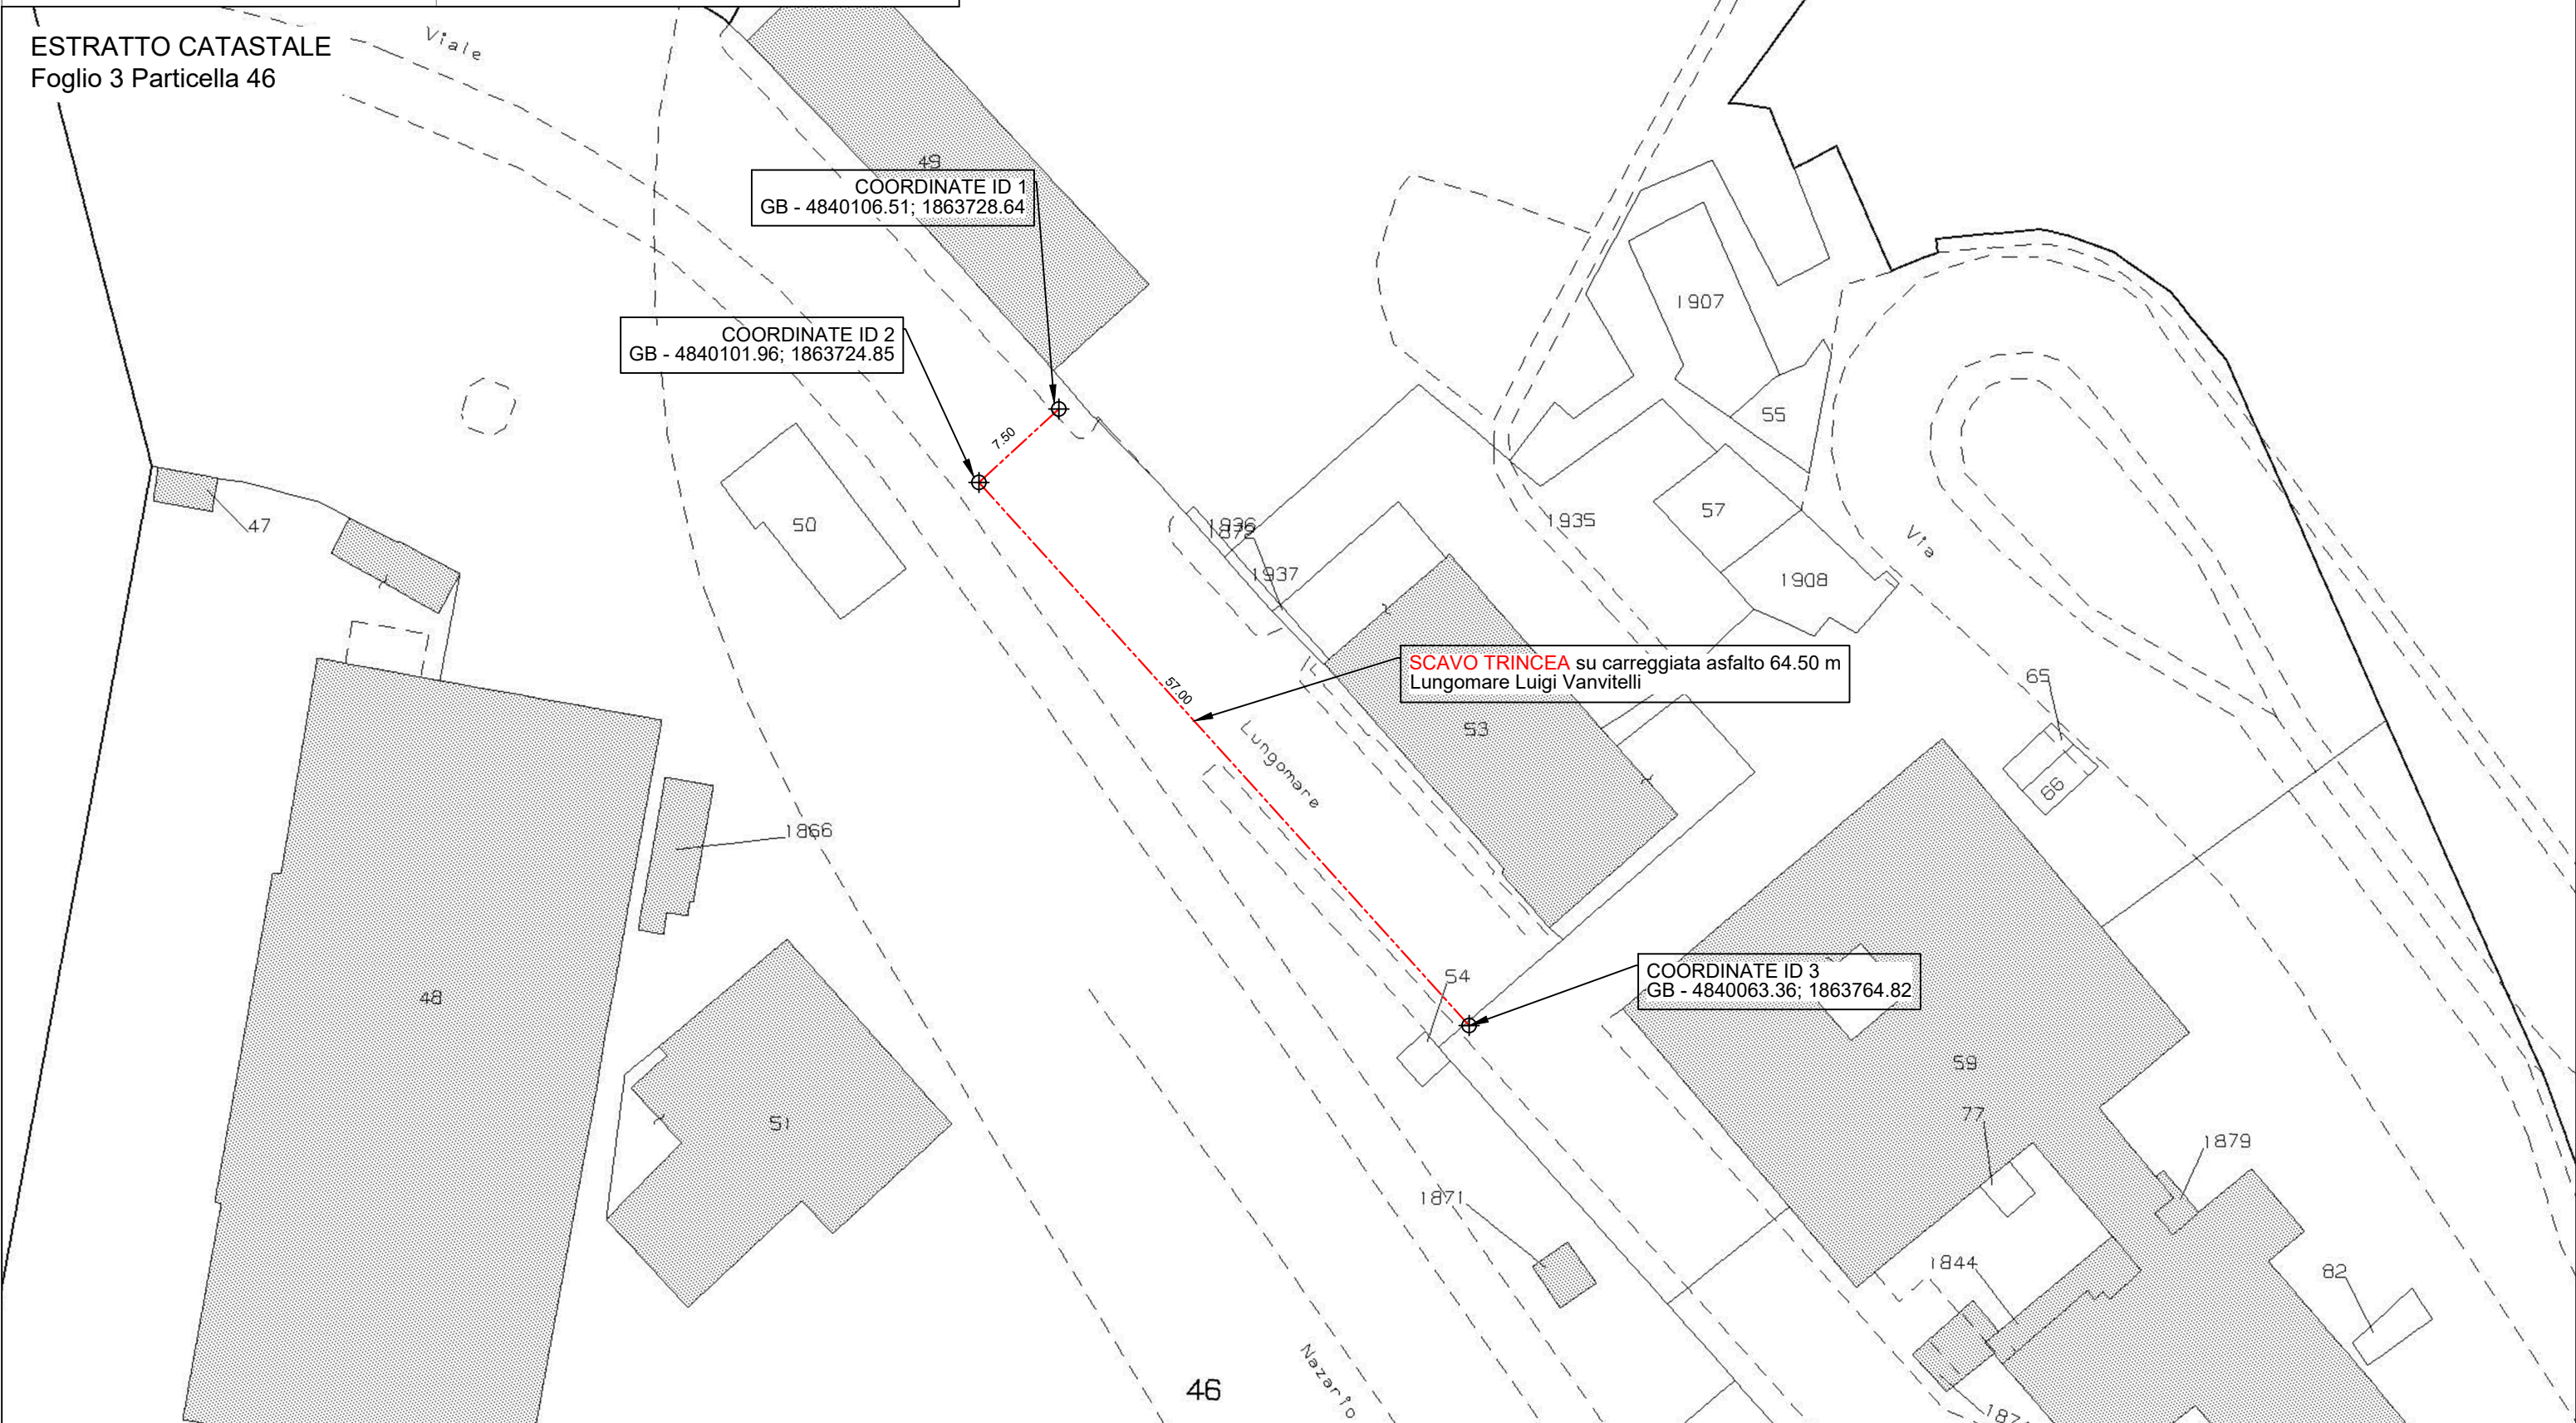 ESTRATTO CATASTALE
Foglio 3 Particella 46
Viale
49
COORDINATE ID 1
GB - 4840106.51; 1863728.64
COORDINATE ID 2
GB - 4840101.96; 1863724.85
7.50
1907
55
47
50
1937
1935
57
1908
Via
SCAVO TRINCEA su carreggiata asfalto 64.50 m
Lungomare Luigi Vanvitelli
57.00
Lungomare
53
65
66
1866
48
51
54
COORDINATE ID 3
GB - 4840063.36; 1863764.82
59
77
1879
1871
1844
82
46
Nazario